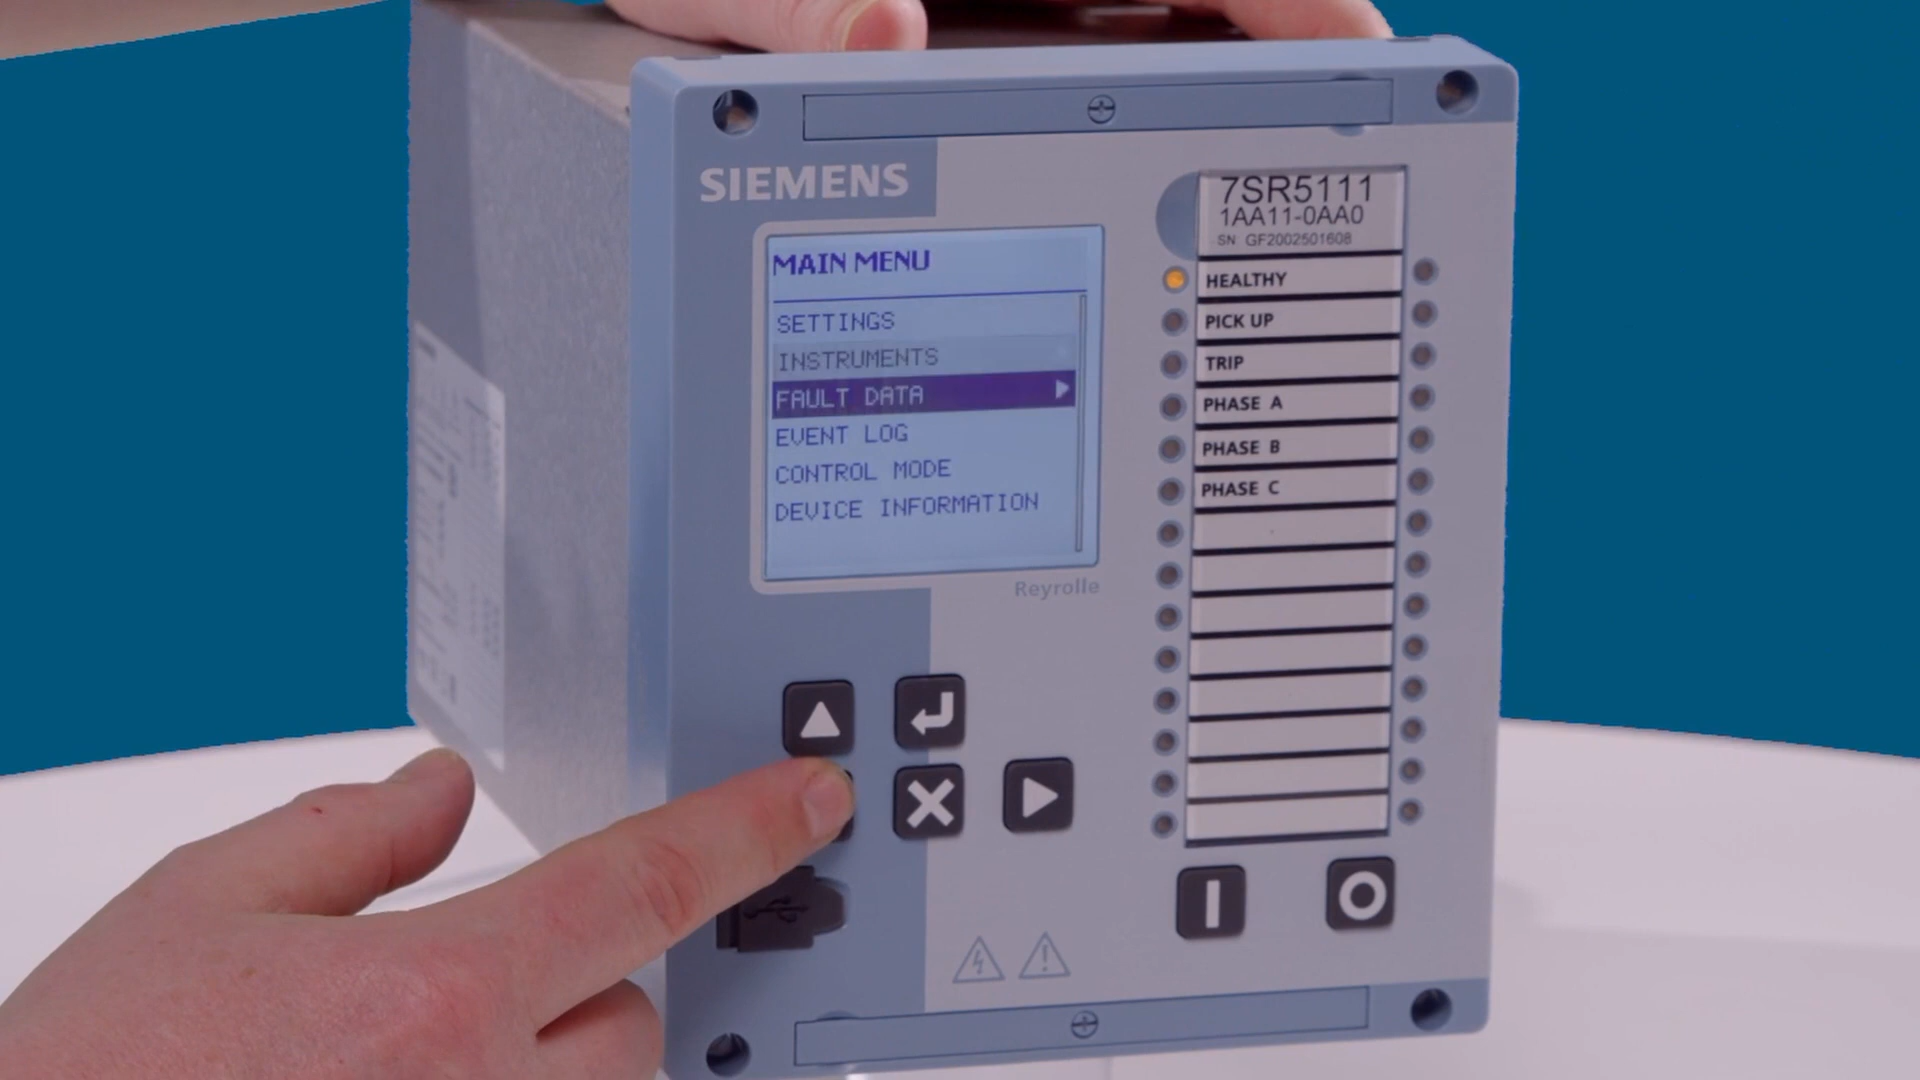 SIEMENS
MAIN MENU
SETTINGS
INSTRUMENTS
FAULT DATA
EVENT LOG
CONTROL MODE
DEVICE INFORMATION
Reyrolle
7SR5111
1AA11-0AA0
SN GF2002501608
HEALTHY
PICK UP
TRIP
PHASE A
PHASE B
PHASE C